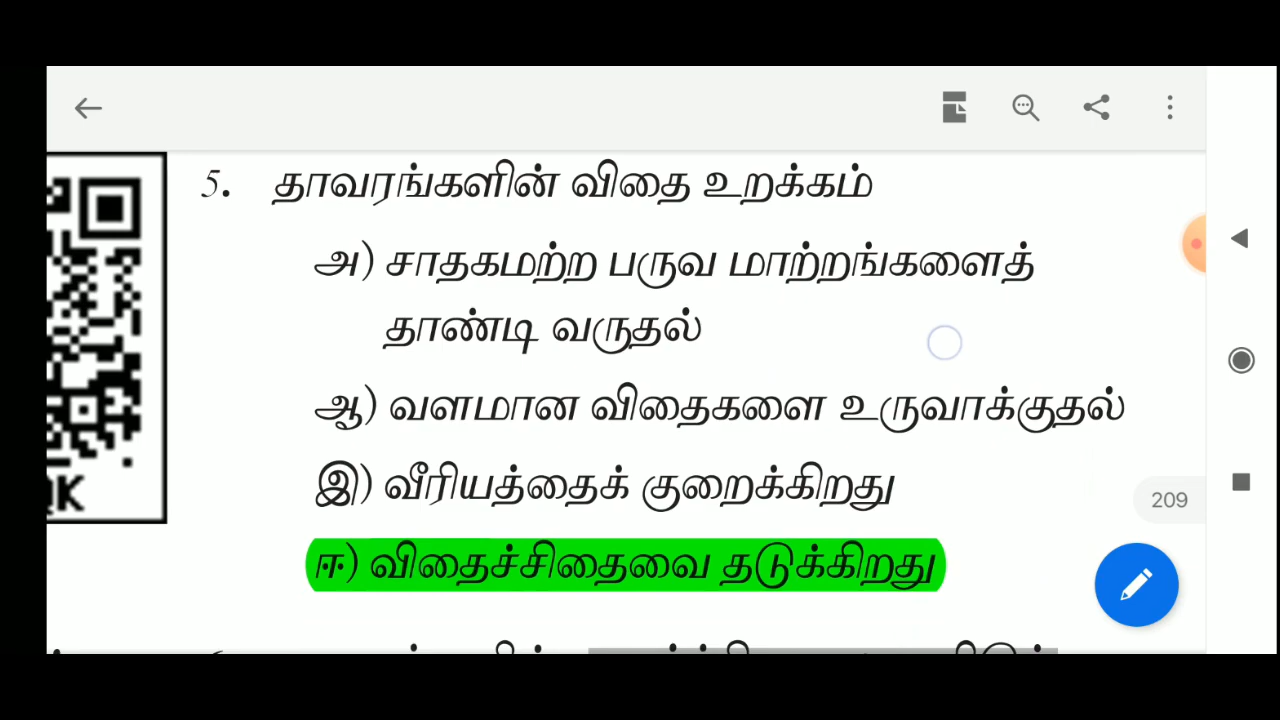 5. தாவரங்களின் விதை உறக்கம்
அ) சாதகமற்ற பருவ மாற்றங்களைத்
தாண்டி வருதல்
ஆ) வளமான விதைகளை உருவாக்குதல்
இ) வீரியத்தைக் குறைக்கிறது
209
ஈ) விதைச்சிதைவை தடுக்கிறது